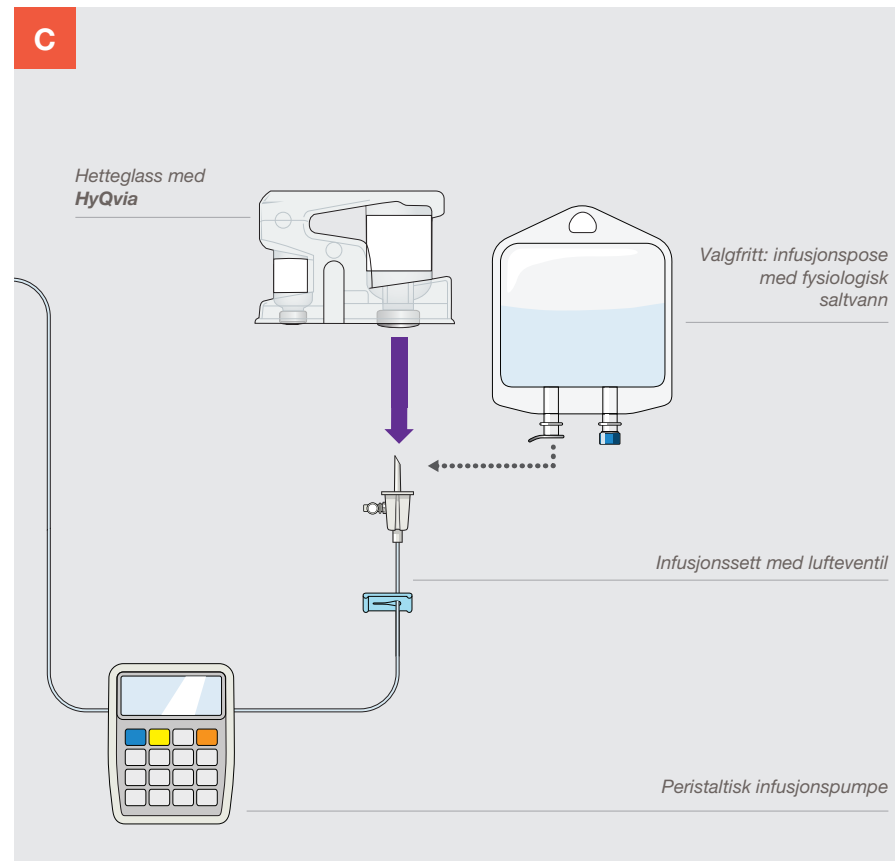 C
Hetteglass med
HyQvia
Valgfritt: infusjonspose
med fysiologisk
saltvann
Infusjonssett med lufteventil
Peristaltisk infusjonspumpe